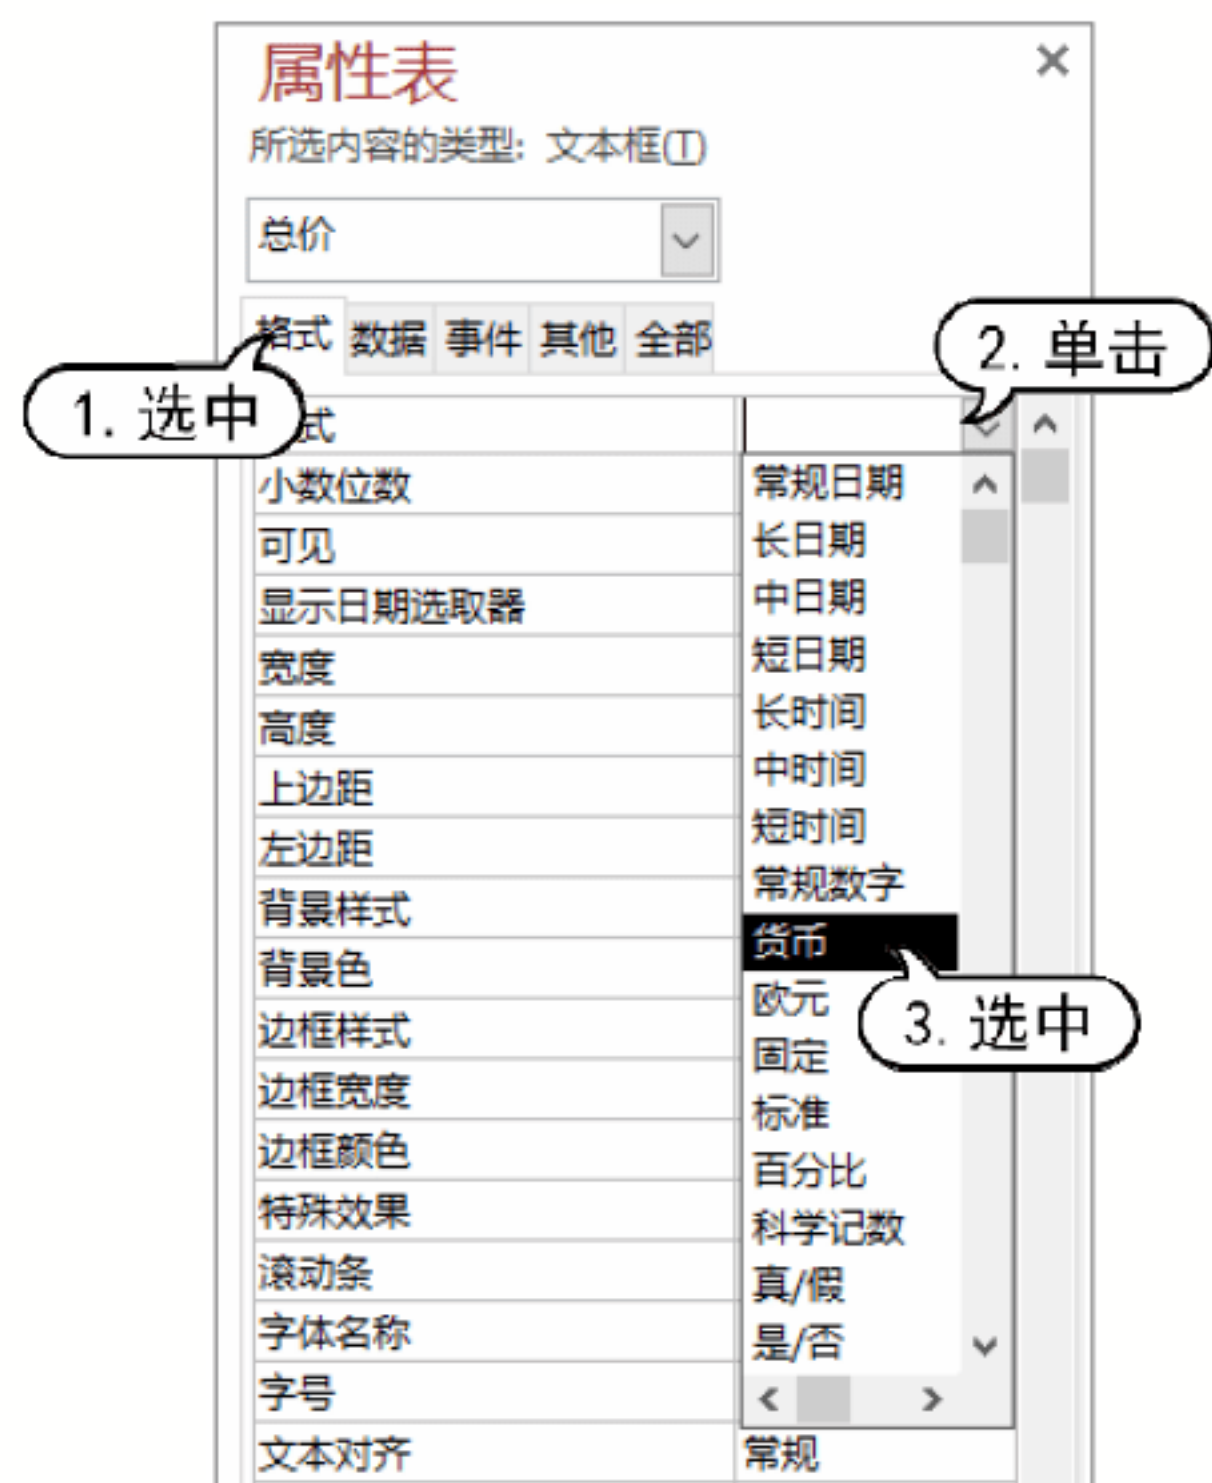 属性表
所选内容的类型: 文本框(T)
总价
格式 数据 事件 其他 全部
2. 单击
1. 选中
式
小数位数
常规日期
可见
长日期
显示日期选取器
中日期
宽度
短日期
高度
长时间
上边距
中时间
左边距
短时间
背景样式
常规数字
背景色
货币
边框样式
欧元
3. 选中
边框宽度
固定
边框颜色
标准
特殊效果
百分比
滚动条
科学记数
字体名称
真/假
字号
是/否
文本对齐 常规